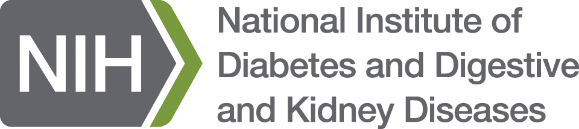 NIH
National Institute of
Diabetes and Digestive
and Kidney Diseases